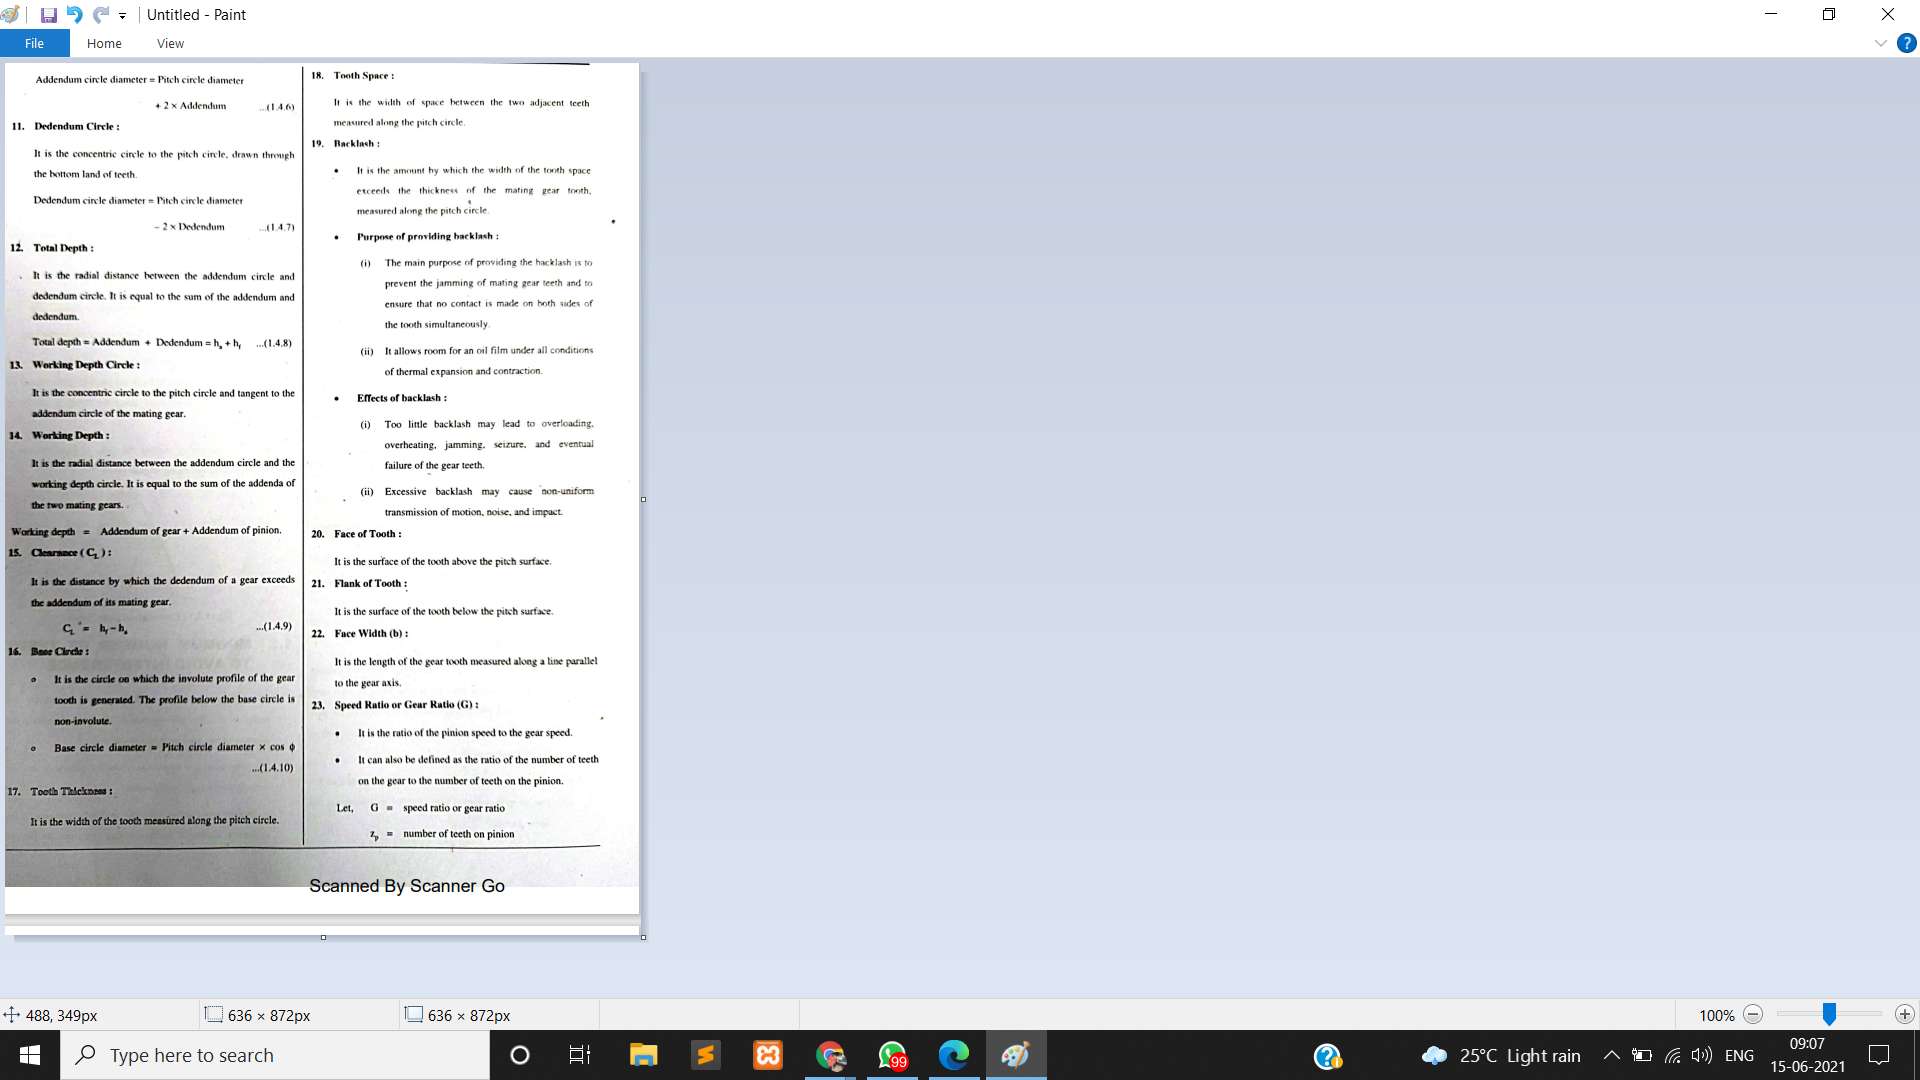 Untitled - Paint
File
Home
View
Addendum circle diameter = Pitch circle diameter
+ 2 × Addendum ...(1.4.6)
11. Dedendum Circle :
It is the concentric circle to the pitch circle, drawn through
the bottom land of teeth.
Dedendum circle diameter = Pitch circle diameter
– 2 × Dedendum ...(1.4.7)
12. Total Depth :
It is the radial distance between the addendum circle and
dedendum circle. It is equal to the sum of the addendum and
dedendum.
Total depth = Addendum + Dedendum = hₐ + h_f ...(1.4.8)
13. Working Depth Circle :
It is the concentric circle to the pitch circle and tangent to the
addendum circle of the mating gear.
14. Working Depth :
It is the radial distance between the addendum circle and the
working depth circle. It is equal to the sum of the addenda of
the two mating gears.
Working depth = Addendum of gear + Addendum of pinion.
15. Clearance ( C_L ) :
It is the distance by which the dedendum of a gear exceeds
the addendum of its mating gear.
C_L = h_f – hₐ ...(1.4.9)
16. Base Circle :
o It is the circle on which the involute profile of the gear
tooth is generated. The profile below the base circle is
non-involute.
o Base circle diameter = Pitch circle diameter × cos ϕ
...(1.4.10)
17. Tooth Thickness :
It is the width of the tooth measured along the pitch circle.
18. Tooth Space :
It is the width of space between the two adjacent teeth
measured along the pitch circle.
19. Backlash :
• It is the amount by which the width of the tooth space
exceeds the thickness of the mating gear tooth,
measured along the pitch circle.
• Purpose of providing backlash :
(i) The main purpose of providing the backlash is to
prevent the jamming of mating gear teeth and to
ensure that no contact is made on both sides of
the tooth simultaneously.
(ii) It allows room for an oil film under all conditions
of thermal expansion and contraction.
• Effects of backlash :
(i) Too little backlash may lead to overloading,
overheating, jamming, seizure, and eventual
failure of the gear teeth.
(ii) Excessive backlash may cause non-uniform
transmission of motion, noise, and impact.
20. Face of Tooth :
It is the surface of the tooth above the pitch surface.
21. Flank of Tooth :
It is the surface of the tooth below the pitch surface.
22. Face Width (b) :
It is the length of the gear tooth measured along a line parallel
to the gear axis.
23. Speed Ratio or Gear Ratio (G) :
• It is the ratio of the pinion speed to the gear speed.
• It can also be defined as the ratio of the number of teeth
on the gear to the number of teeth on the pinion.
Let, G = speed ratio or gear ratio
z_p = number of teeth on pinion
Scanned By Scanner Go
488, 349px
636 × 872px
636 × 872px
100%
Type here to search
99
25°C Light rain
ENG
09:07
15-06-2021